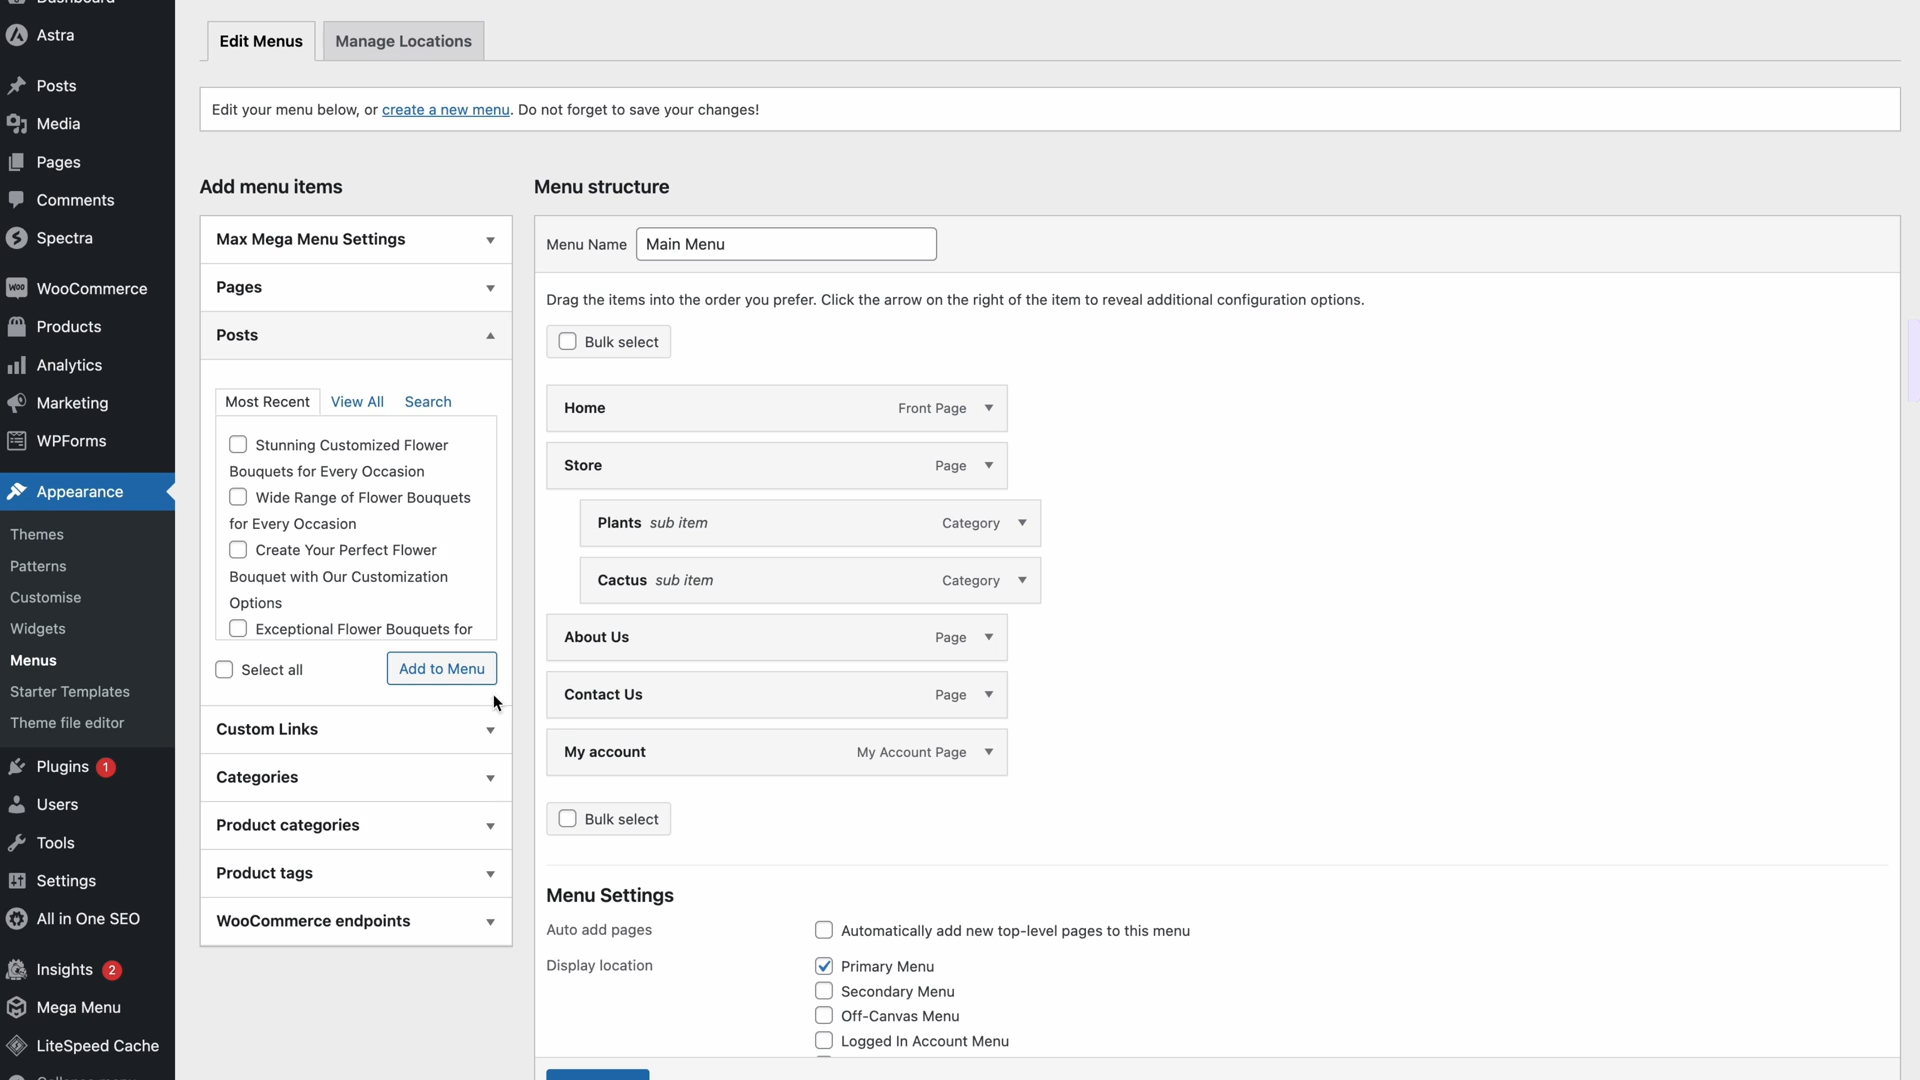 Dashboard
Astra
Posts
Media
Pages
Comments
Spectra
WooCommerce
Products
Analytics
Marketing
WPForms
Appearance
Themes
Patterns
Customise
Widgets
Menus
Starter Templates
Theme file editor
Plugins 1
Users
Tools
Settings
All in One SEO
Insights 2
Mega Menu
LiteSpeed Cache
Edit Menus
Manage Locations
Edit your menu below, or create a new menu. Do not forget to save your changes!
Add menu items
Max Mega Menu Settings
Pages
Posts
Most Recent View All Search
Stunning Customized Flower
Bouquets for Every Occasion
Wide Range of Flower Bouquets
for Every Occasion
Create Your Perfect Flower
Bouquet with Our Customization
Options
Exceptional Flower Bouquets for
Select all
Add to Menu
Custom Links
Categories
Product categories
Product tags
WooCommerce endpoints
Menu structure
Menu Name Main Menu
Drag the items into the order you prefer. Click the arrow on the right of the item to reveal additional configuration options.
Bulk select
Home Front Page
Store Page
Plants sub item Category
Cactus sub item Category
About Us Page
Contact Us Page
My account My Account Page
Bulk select
Menu Settings
Auto add pages Automatically add new top-level pages to this menu
Display location Primary Menu
Secondary Menu
Off-Canvas Menu
Logged In Account Menu